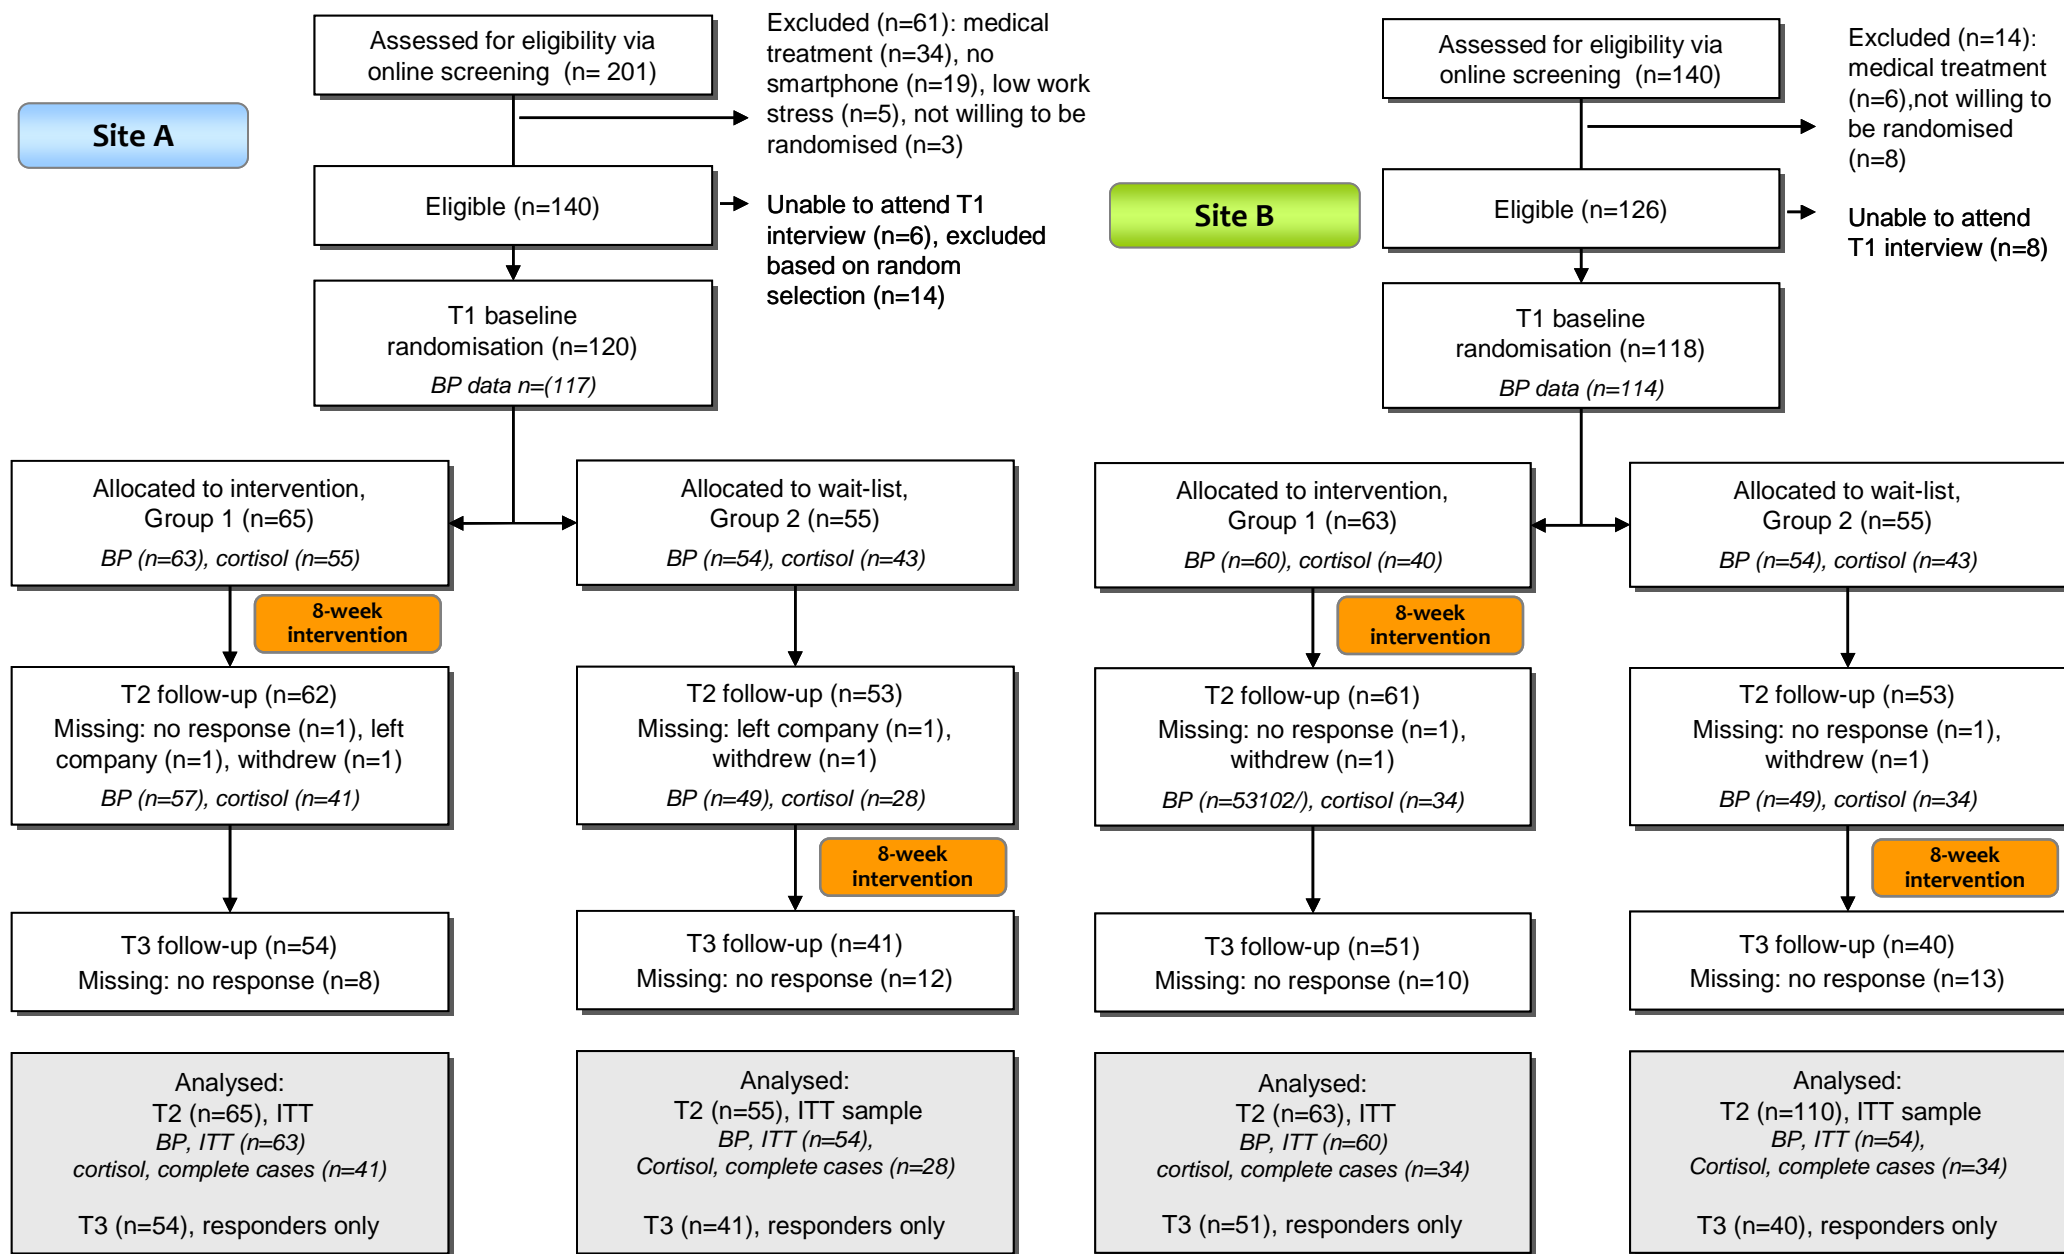 Assessed for eligibility via
online screening  (n= 201)
Excluded (n=61): medical
treatment (n=34), no
smartphone (n=19), low work
stress (n=5), not willing to be
randomised (n=3)
Site A
Eligible (n=140)
Unable to attend T1
interview (n=6), excluded
based on random
selection (n=14)
T1 baseline
randomisation (n=120)
BP data n=(117)
Allocated to intervention,
Group 1 (n=65)
BP (n=63), cortisol (n=55)
Allocated to wait-list,
Group 2 (n=55)
BP (n=54), cortisol (n=43)
8-week
intervention
T2 follow-up (n=62)
Missing: no response (n=1), left
company (n=1), withdrew (n=1)
BP (n=57), cortisol (n=41)
T2 follow-up (n=53)
Missing: left company (n=1),
withdrew (n=1)
BP (n=49), cortisol (n=28)
8-week
intervention
T3 follow-up (n=54)
Missing: no response (n=8)
T3 follow-up (n=41)
Missing: no response (n=12)
Analysed:
T2 (n=65), ITT
BP, ITT (n=63)
cortisol, complete cases (n=41)
T3 (n=54), responders only
Analysed:
T2 (n=55), ITT sample
BP, ITT (n=54),
Cortisol, complete cases (n=28)
T3 (n=41), responders only
Assessed for eligibility via
online screening  (n=140)
Excluded (n=14):
medical treatment
(n=6),not willing to
be randomised
(n=8)
Site B
Eligible (n=126)
Unable to attend
T1 interview (n=8)
T1 baseline
randomisation (n=118)
BP data (n=114)
Allocated to intervention,
Group 1 (n=63)
BP (n=60), cortisol (n=40)
Allocated to wait-list,
Group 2 (n=55)
BP (n=54), cortisol (n=43)
8-week
intervention
T2 follow-up (n=61)
Missing: no response (n=1),
withdrew (n=1)
BP (n=53102/), cortisol (n=34)
T2 follow-up (n=53)
Missing: no response (n=1),
withdrew (n=1)
BP (n=49), cortisol (n=34)
8-week
intervention
T3 follow-up (n=51)
Missing: no response (n=10)
T3 follow-up (n=40)
Missing: no response (n=13)
Analysed:
T2 (n=63), ITT
BP, ITT (n=60)
cortisol, complete cases (n=34)
T3 (n=51), responders only
Analysed:
T2 (n=110), ITT sample
BP, ITT (n=54),
Cortisol, complete cases (n=34)
T3 (n=40), responders only